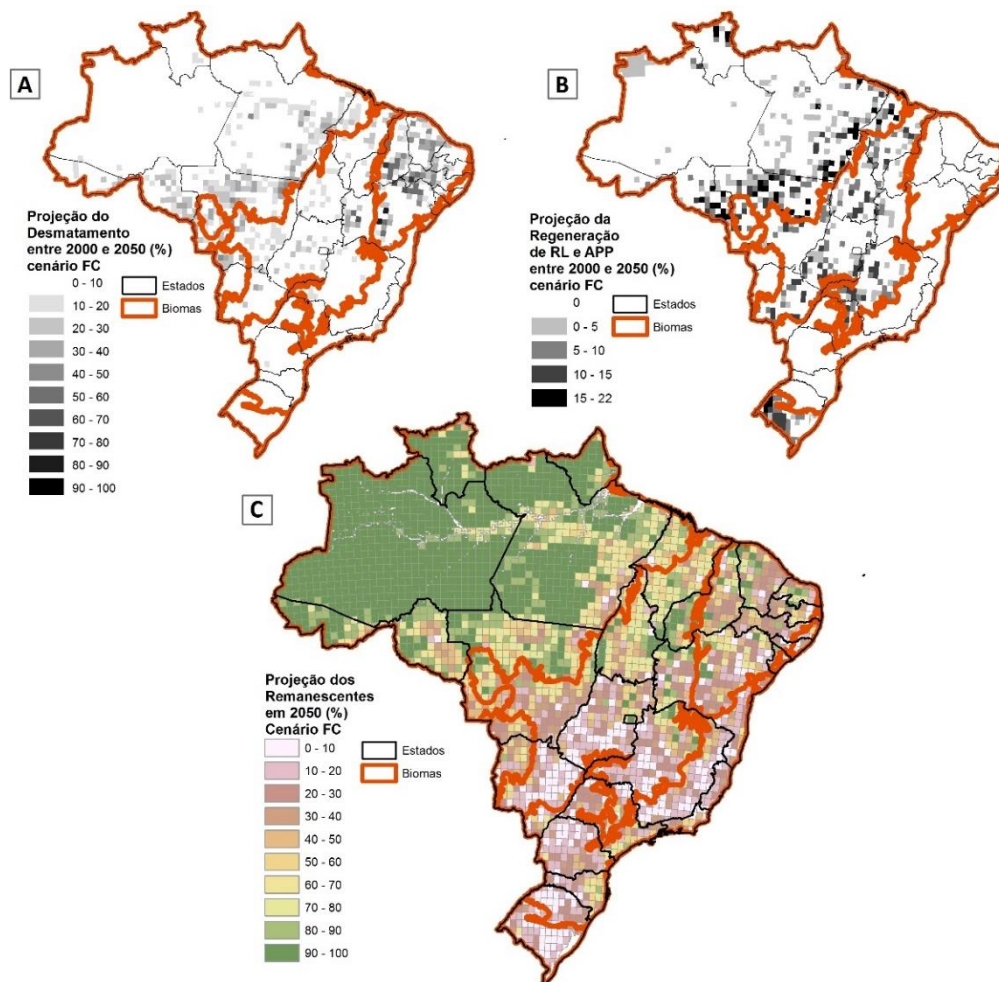 A
Projeção do
Desmatamento
entre 2000 e 2050 (%)
cenário FC
0 - 10
10 - 20
20 - 30
30 - 40
40 - 50
50 - 60
60 - 70
70 - 80
80 - 90
90 - 100
Estados
Biomas
B
Projeção da
Regeneração
de RL e APP
entre 2000 e 2050 (%)
cenário FC
0
0 - 5
5 - 10
10 - 15
15 - 22
Estados
Biomas
C
Projeção dos
Remanescentes
em 2050 (%)
Cenário FC
0 - 10
10 - 20
20 - 30
30 - 40
40 - 50
50 - 60
60 - 70
70 - 80
80 - 90
90 - 100
Estados
Biomas